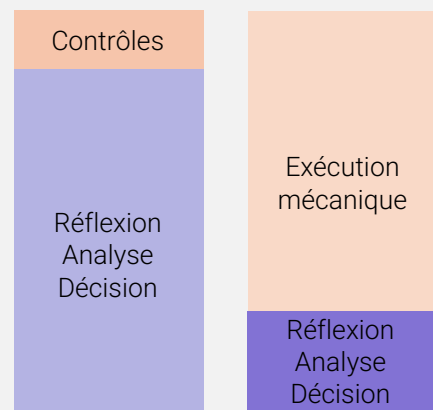 Contrôles
Réflexion
Analyse
Décision
Exécution
mécanique
Réflexion
Analyse
Décision